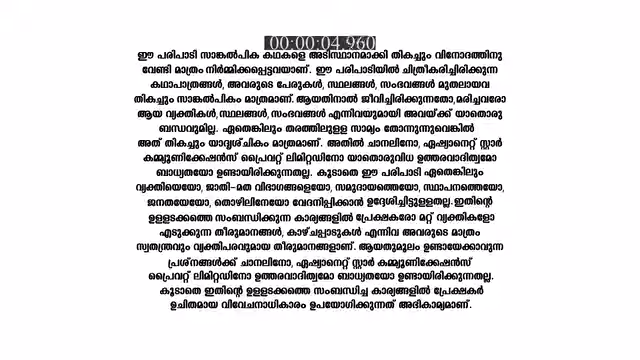 00:00:04.960
ഈ പരിപാടി സാങ്കൽപിക കഥകളെ അടിസ്ഥാനമാക്കി തികച്ചും വിനോദത്തിനു
വേണ്ടി മാത്രം നിർമ്മിക്കപ്പെട്ടവയാണ്. ഈ പരിപാടിയിൽ ചിത്രീകരിച്ചിരിക്കുന്ന
കഥാപാത്രങ്ങൾ, അവരുടെ പേരുകൾ, സ്ഥലങ്ങൾ, സംഭവങ്ങൾ മുതലായവ
തികച്ചും സാങ്കൽപികം മാത്രമാണ്. ആയതിനാൽ ജീവിച്ചിരിക്കുന്നതോ,മരിച്ചവരോ
ആയ വ്യക്തികൾ,സ്ഥലങ്ങൾ,സംഭവങ്ങൾ എന്നിവയുമായി അവയ്ക്ക് യാതൊരു
ബന്ധവുമില്ല. ഏതെങ്കിലും തരത്തിലുളള സാമ്യം തോന്നുന്നുവെങ്കിൽ
അത് തികച്ചും യാദൃശ്ചികം മാത്രമാണ്. അതിൽ ചാനലിനോ, ഏഷ്യാനെറ്റ് സ്റ്റാർ
കമ്മ്യൂണിക്കേഷൻസ് പ്രൈവറ്റ് ലിമിറ്റഡിനോ യാതൊരുവിധ ഉത്തരവാദിത്വമോ
ബാധ്യതയോ ഉണ്ടായിരിക്കുന്നതല്ല. കൂടാതെ ഈ പരിപാടി ഏതെങ്കിലും
വ്യക്തിയെയോ, ജാതി-മത വിഭാഗങ്ങളെയോ, സമുദായത്തെയോ, സ്ഥാപനത്തെയോ,
ജനതയേയോ, തൊഴിലിനേയോ വേദനിപ്പിക്കാൻ ഉദ്ദേശിച്ചിട്ടുളളതല്ല.ഇതിന്റെ
ഉളളടക്കത്തെ സംബന്ധിക്കുന്ന കാര്യങ്ങളിൽ പ്രേക്ഷകരോ മറ്റ് വ്യക്തികളോ
എടുക്കുന്ന തീരുമാനങ്ങൾ, കാഴ്ചപ്പാടുകൾ എന്നിവ അവരുടെ മാത്രം
സ്വതന്ത്രവും വ്യക്തിപരവുമായ തീരുമാനങ്ങളാണ്. ആയതുമൂലം ഉണ്ടായേക്കാവുന്ന
പ്രശ്നങ്ങൾക്ക് ചാനലിനോ, ഏഷ്യാനെറ്റ് സ്റ്റാർ കമ്മ്യൂണിക്കേഷൻസ്
പ്രൈവറ്റ് ലിമിറ്റഡിനോ ഉത്തരവാദിത്വമോ ബാധ്യതയോ ഉണ്ടായിരിക്കുന്നതല്ല.
കൂടാതെ ഇതിന്റെ ഉളളടക്കത്തെ സംബന്ധിച്ച കാര്യങ്ങളിൽ പ്രേക്ഷകർ
ഉചിതമായ വിവേചനാധികാരം ഉപയോഗിക്കുന്നത് അഭികാമ്യമാണ്.